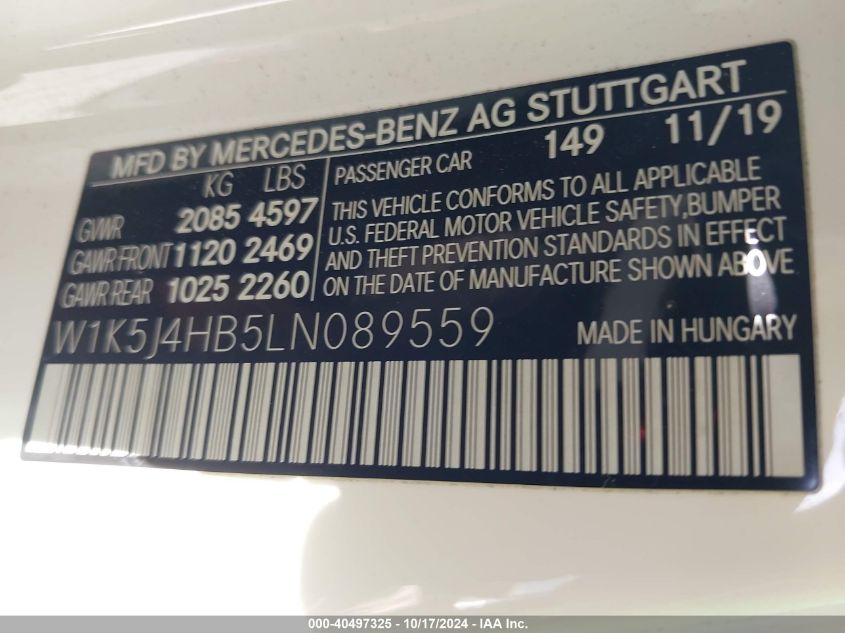 MFD BY MERCEDES-BENZ AG STUTTGART
KG LBS
GVWR 2085 4597
GAWR FRONT 1120 2469
GAWR REAR 1025 2260
PASSENGER CAR 149 11/19
THIS VEHICLE CONFORMS TO ALL APPLICABLE
U.S. FEDERAL MOTOR VEHICLE SAFETY, BUMPER
AND THEFT PREVENTION STANDARDS IN EFFECT
ON THE DATE OF MANUFACTURE SHOWN ABOVE
W1K5J4HB5LN089559 MADE IN HUNGARY
000-40497325 - 10/17/2024 - IAA Inc.